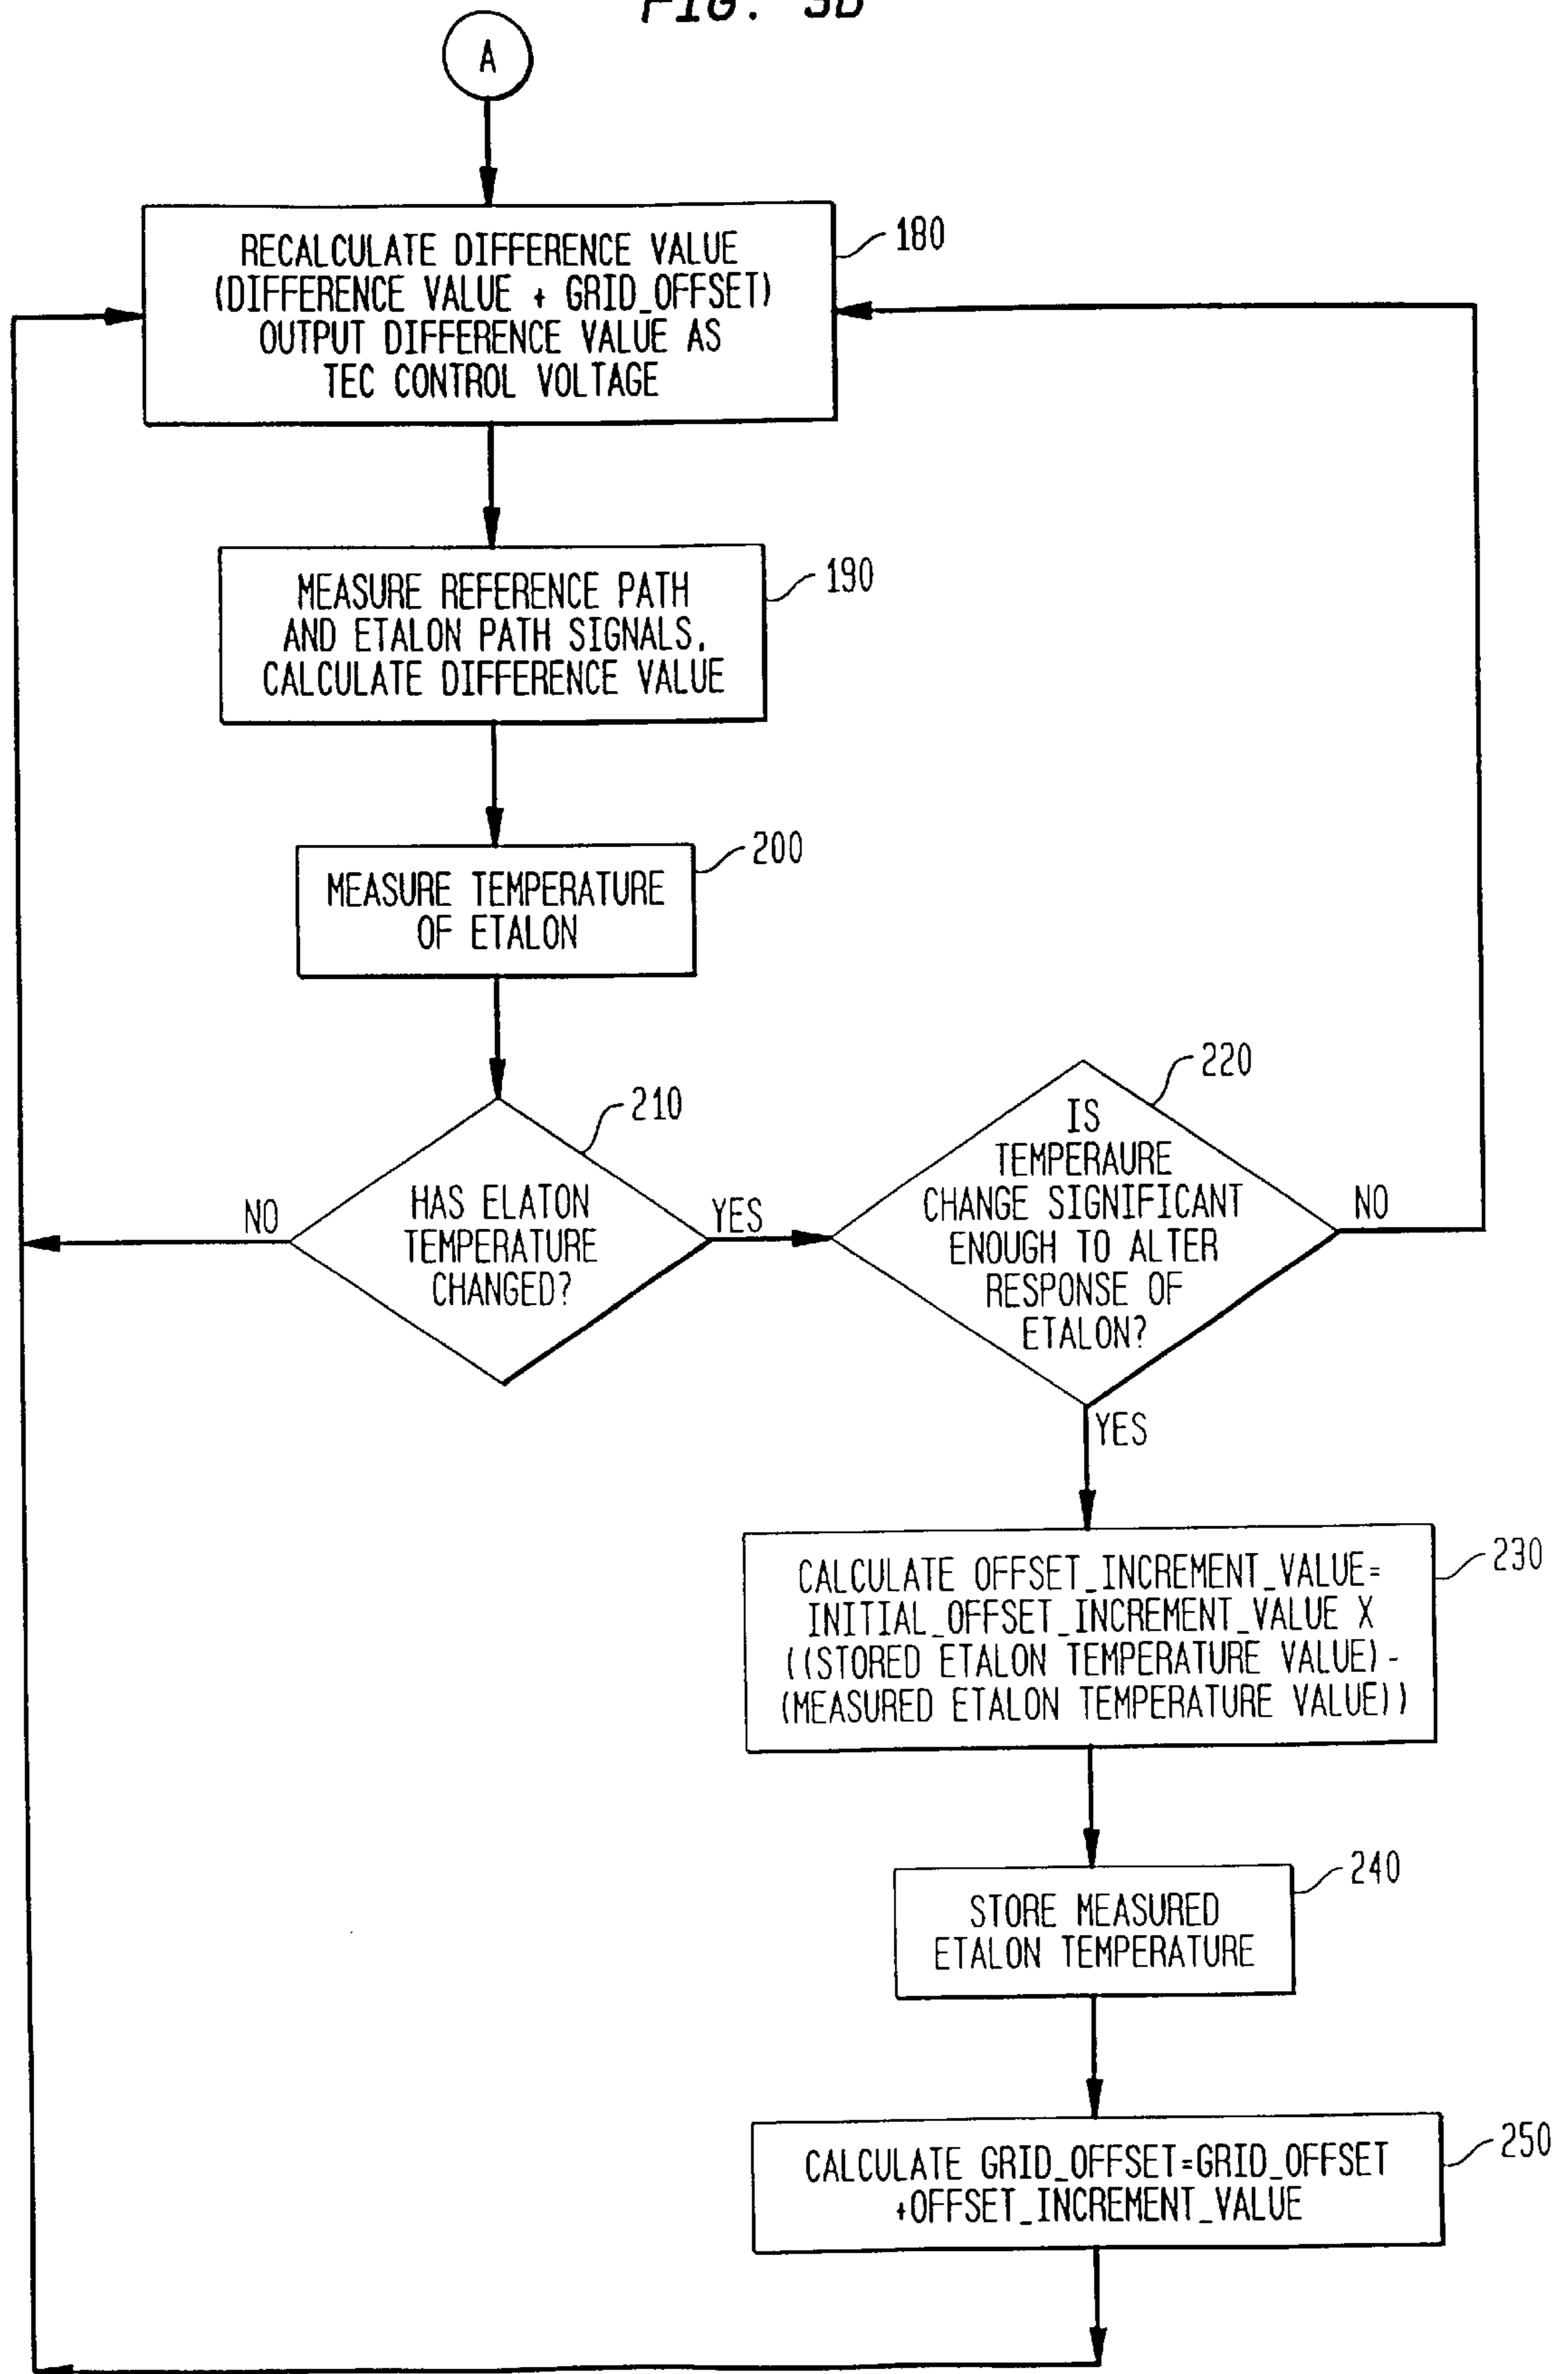 FIG. 3B
A
RECALCULATE DIFFERENCE VALUE
(DIFFERENCE VALUE + GRID_OFFSET)
OUTPUT DIFFERENCE VALUE AS
TEC CONTROL VOLTAGE
180
MEASURE REFERENCE PATH
AND ETALON PATH SIGNALS,
CALCULATE DIFFERENCE VALUE
190
MEASURE TEMPERATURE
OF ETALON
200
HAS ELATON
TEMPERATURE
CHANGED?
210
NO
YES
IS
TEMPERAURE
CHANGE SIGNIFICANT
ENOUGH TO ALTER
RESPONSE OF
ETALON?
220
NO
YES
CALCULATE OFFSET_INCREMENT_VALUE=
INITIAL_OFFSET_INCREMENT_VALUE X
((STORED ETALON TEMPERATURE VALUE)-
(MEASURED ETALON TEMPERATURE VALUE))
230
STORE MEASURED
ETALON TEMPERATURE
240
CALCULATE GRID_OFFSET=GRID_OFFSET
+OFFSET_INCREMENT_VALUE
250